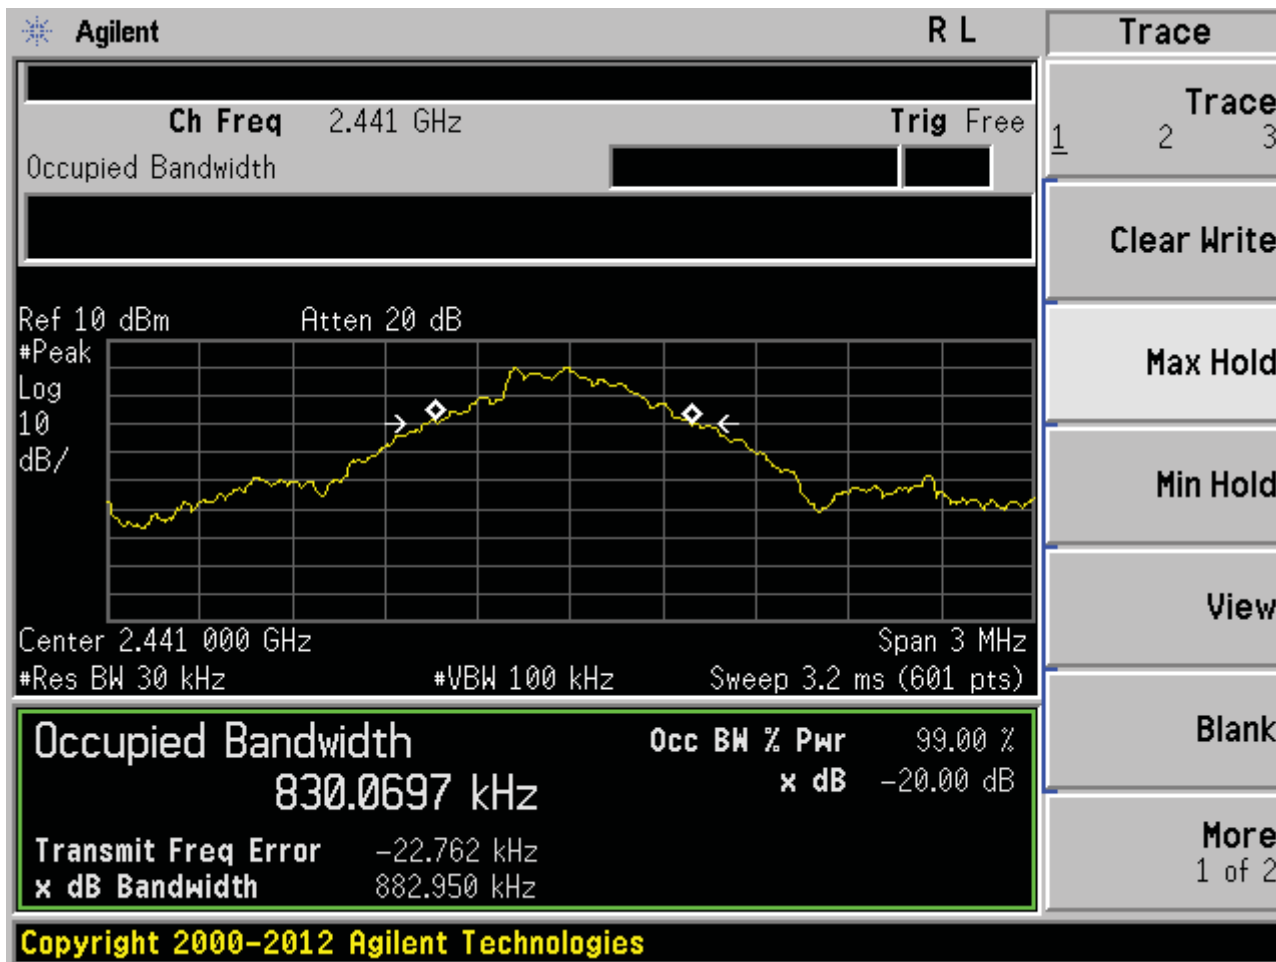 Agilent R L Trace
Ch Freq 2.441 GHz Trig Free
Occupied Bandwidth
Trace
1 2 3
Clear Write
Max Hold
Min Hold
View
Blank
More
1 of 2
Ref 10 dBm Atten 20 dB
#Peak
Log
10
dB/
Center 2.441 000 GHz Span 3 MHz
#Res BW 30 kHz #VBW 100 kHz Sweep 3.2 ms (601 pts)
Occupied Bandwidth Occ BW % Pwr 99.00 %
830.0697 kHz x dB -20.00 dB
Transmit Freq Error -22.762 kHz
x dB Bandwidth 882.950 kHz
Copyright 2000-2012 Agilent Technologies